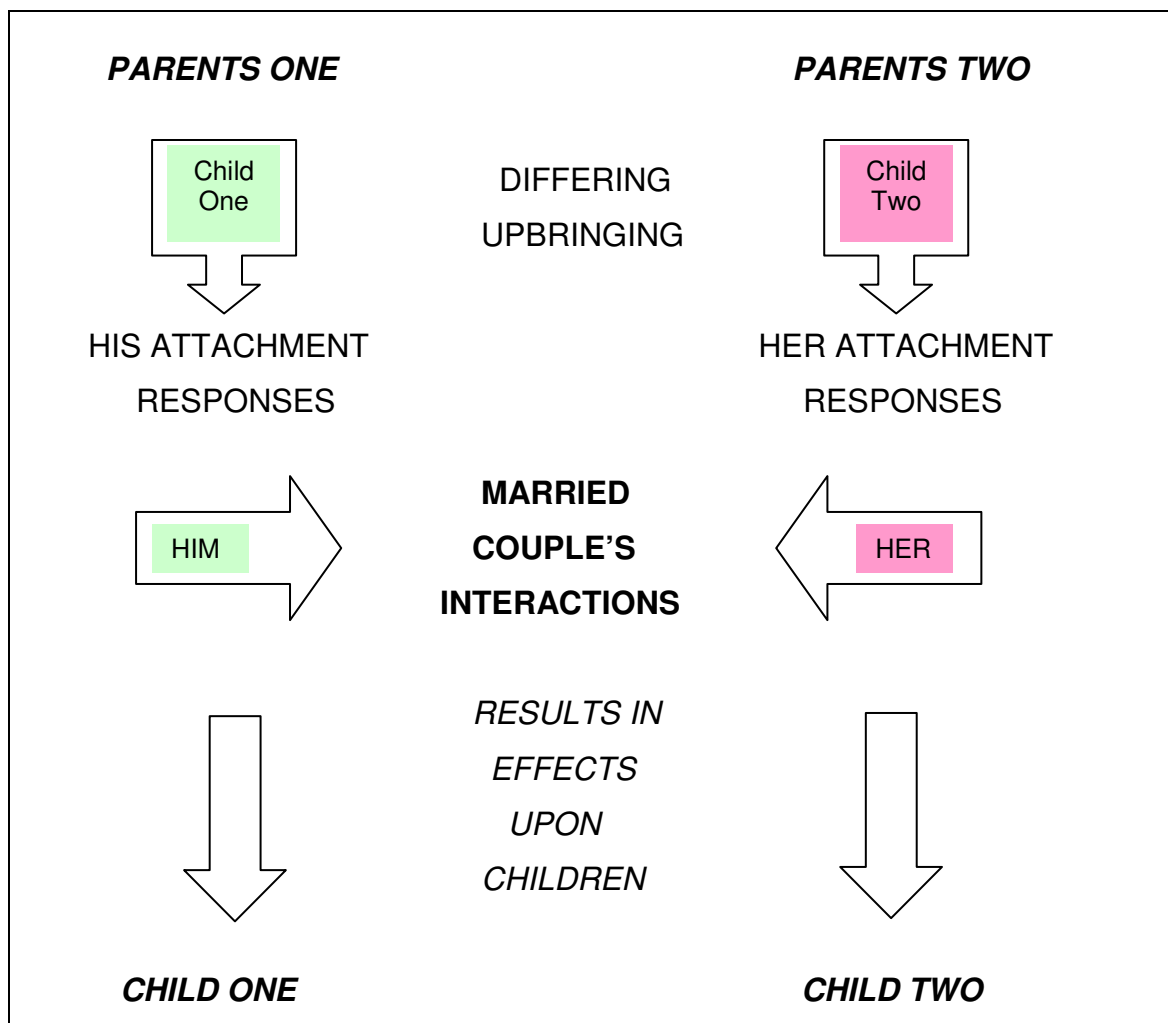 PARENTS ONE
PARENTS TWO
Child
One
DIFFERING
UPBRINGING
Child
Two
HIS ATTACHMENT
RESPONSES
HER ATTACHMENT
RESPONSES
HIM
MARRIED
COUPLE'S
INTERACTIONS
HER
RESULTS IN
EFFECTS
UPON
CHILDREN
CHILD ONE
CHILD TWO